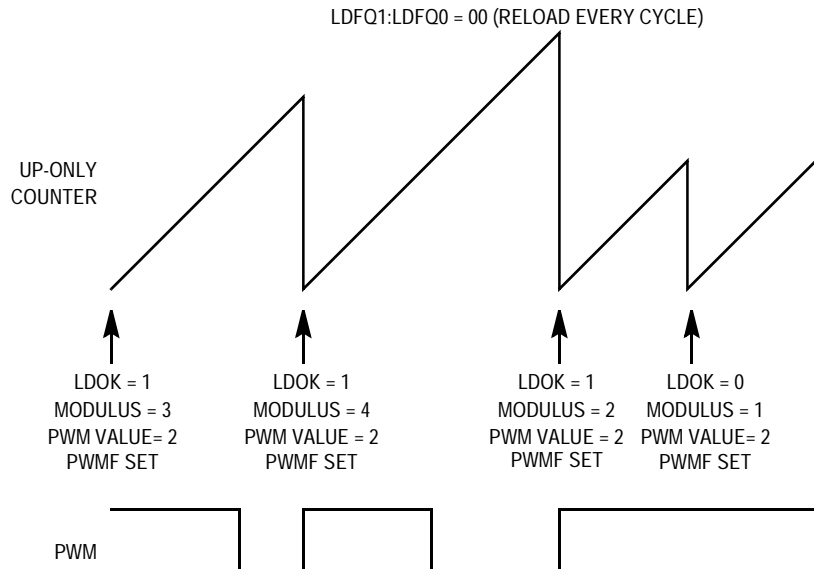 LDFQ1:LDFQ0 = 00 (RELOAD EVERY CYCLE)
UP-ONLY
COUNTER
LDOK = 1
MODULUS = 3
PWM VALUE= 2
PWMF SET
LDOK = 1
MODULUS = 4
PWM VALUE = 2
PWMF SET
LDOK = 1
MODULUS = 2
PWM VALUE = 2
PWMF SET
LDOK = 0
MODULUS = 1
PWM VALUE= 2
PWMF SET
PWM